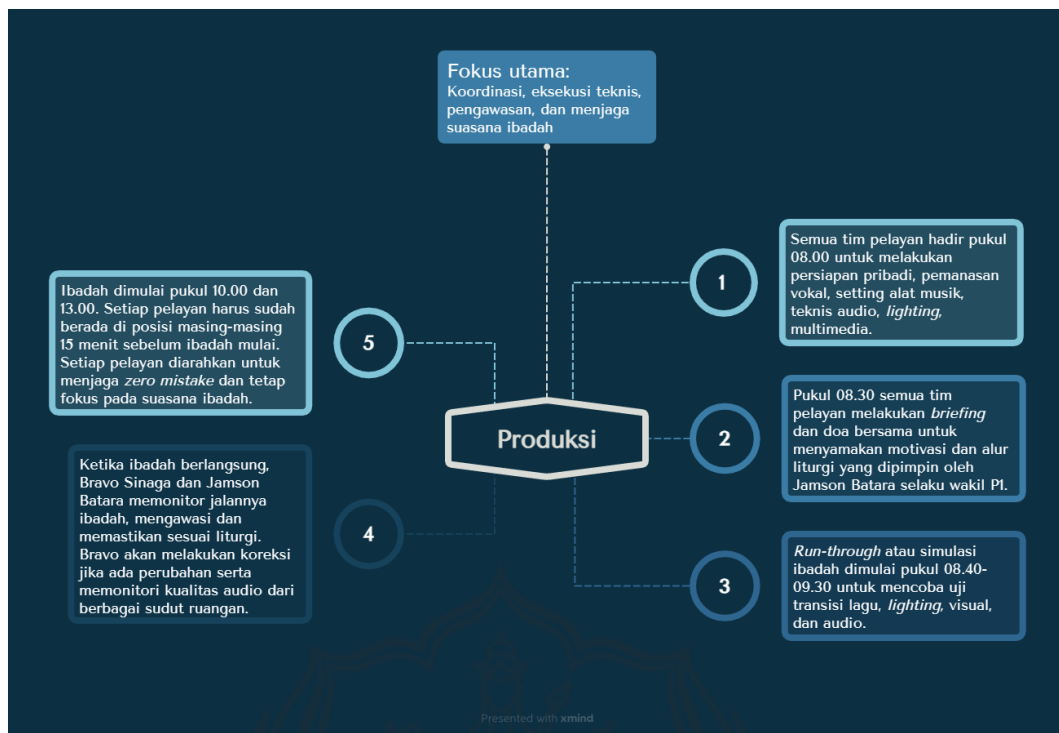 Fokus utama:
Koordinasi, eksekusi teknis,
pengawasan, dan menjaga
suasana ibadah
1
Semua tim pelayan hadir pukul
08.00 untuk melakukan
persiapan pribadi, pemanasan
vokal, setting alat musik,
teknis audio, lighting,
multimedia.
2
Pukul 08.30 semua tim
pelayan melakukan briefing
dan doa bersama untuk
menyamakan motivasi dan alur
liturgi yang dipimpin oleh
Jamson Batara selaku wakil P1.
3
Run-through atau simulasi
ibadah dimulai pukul 08.40-
09.30 untuk mencoba uji
transisi lagu, lighting, visual,
dan audio.
4
Ketika ibadah berlangsung,
Bravo Sinaga dan Jamson
Batara memonitor jalannya
ibadah, mengawasi dan
memastikan sesuai liturgi.
Bravo akan melakukan koreksi
jika ada perubahan serta
memonitori kualitas audio dari
berbagai sudut ruangan.
5
Ibadah dimulai pukul 10.00 dan
13.00. Setiap pelayan harus sudah
berada di posisi masing-masing
15 menit sebelum ibadah mulai.
Setiap pelayan diarahkan untuk
menjaga zero mistake dan tetap
fokus pada suasana ibadah.
Produksi
Presented with xmind